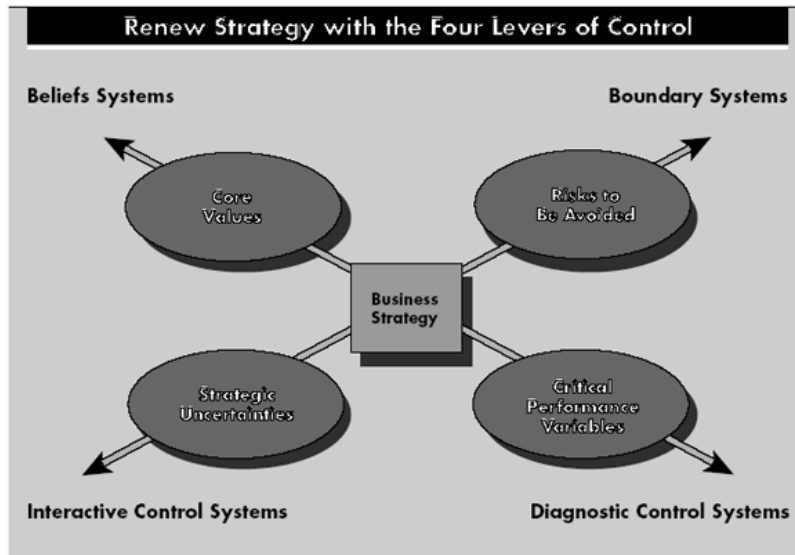 Renew Strategy with the Four Levers of Control
Beliefs Systems
Boundary Systems
Core
Values
Risks to
Be Avoided
Business
Strategy
Strategic
Uncertainties
Critical
Performance
Variables
Interactive Control Systems
Diagnostic Control Systems